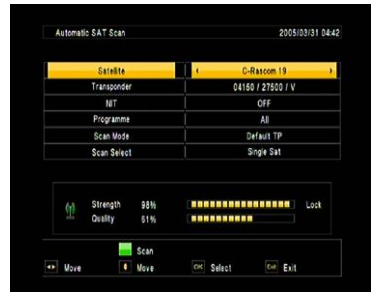 Automatic SAT Scan 2005/03/31 04:42
Satellite C-Rascom 19
Transponder 04150 / 27500 / V
NIT OFF
Programme All
Scan Mode Default TP
Scan Select Single Sat
Strength 98% Lock
Quality 61%
Scan
Move Move OK Select Exit Exit